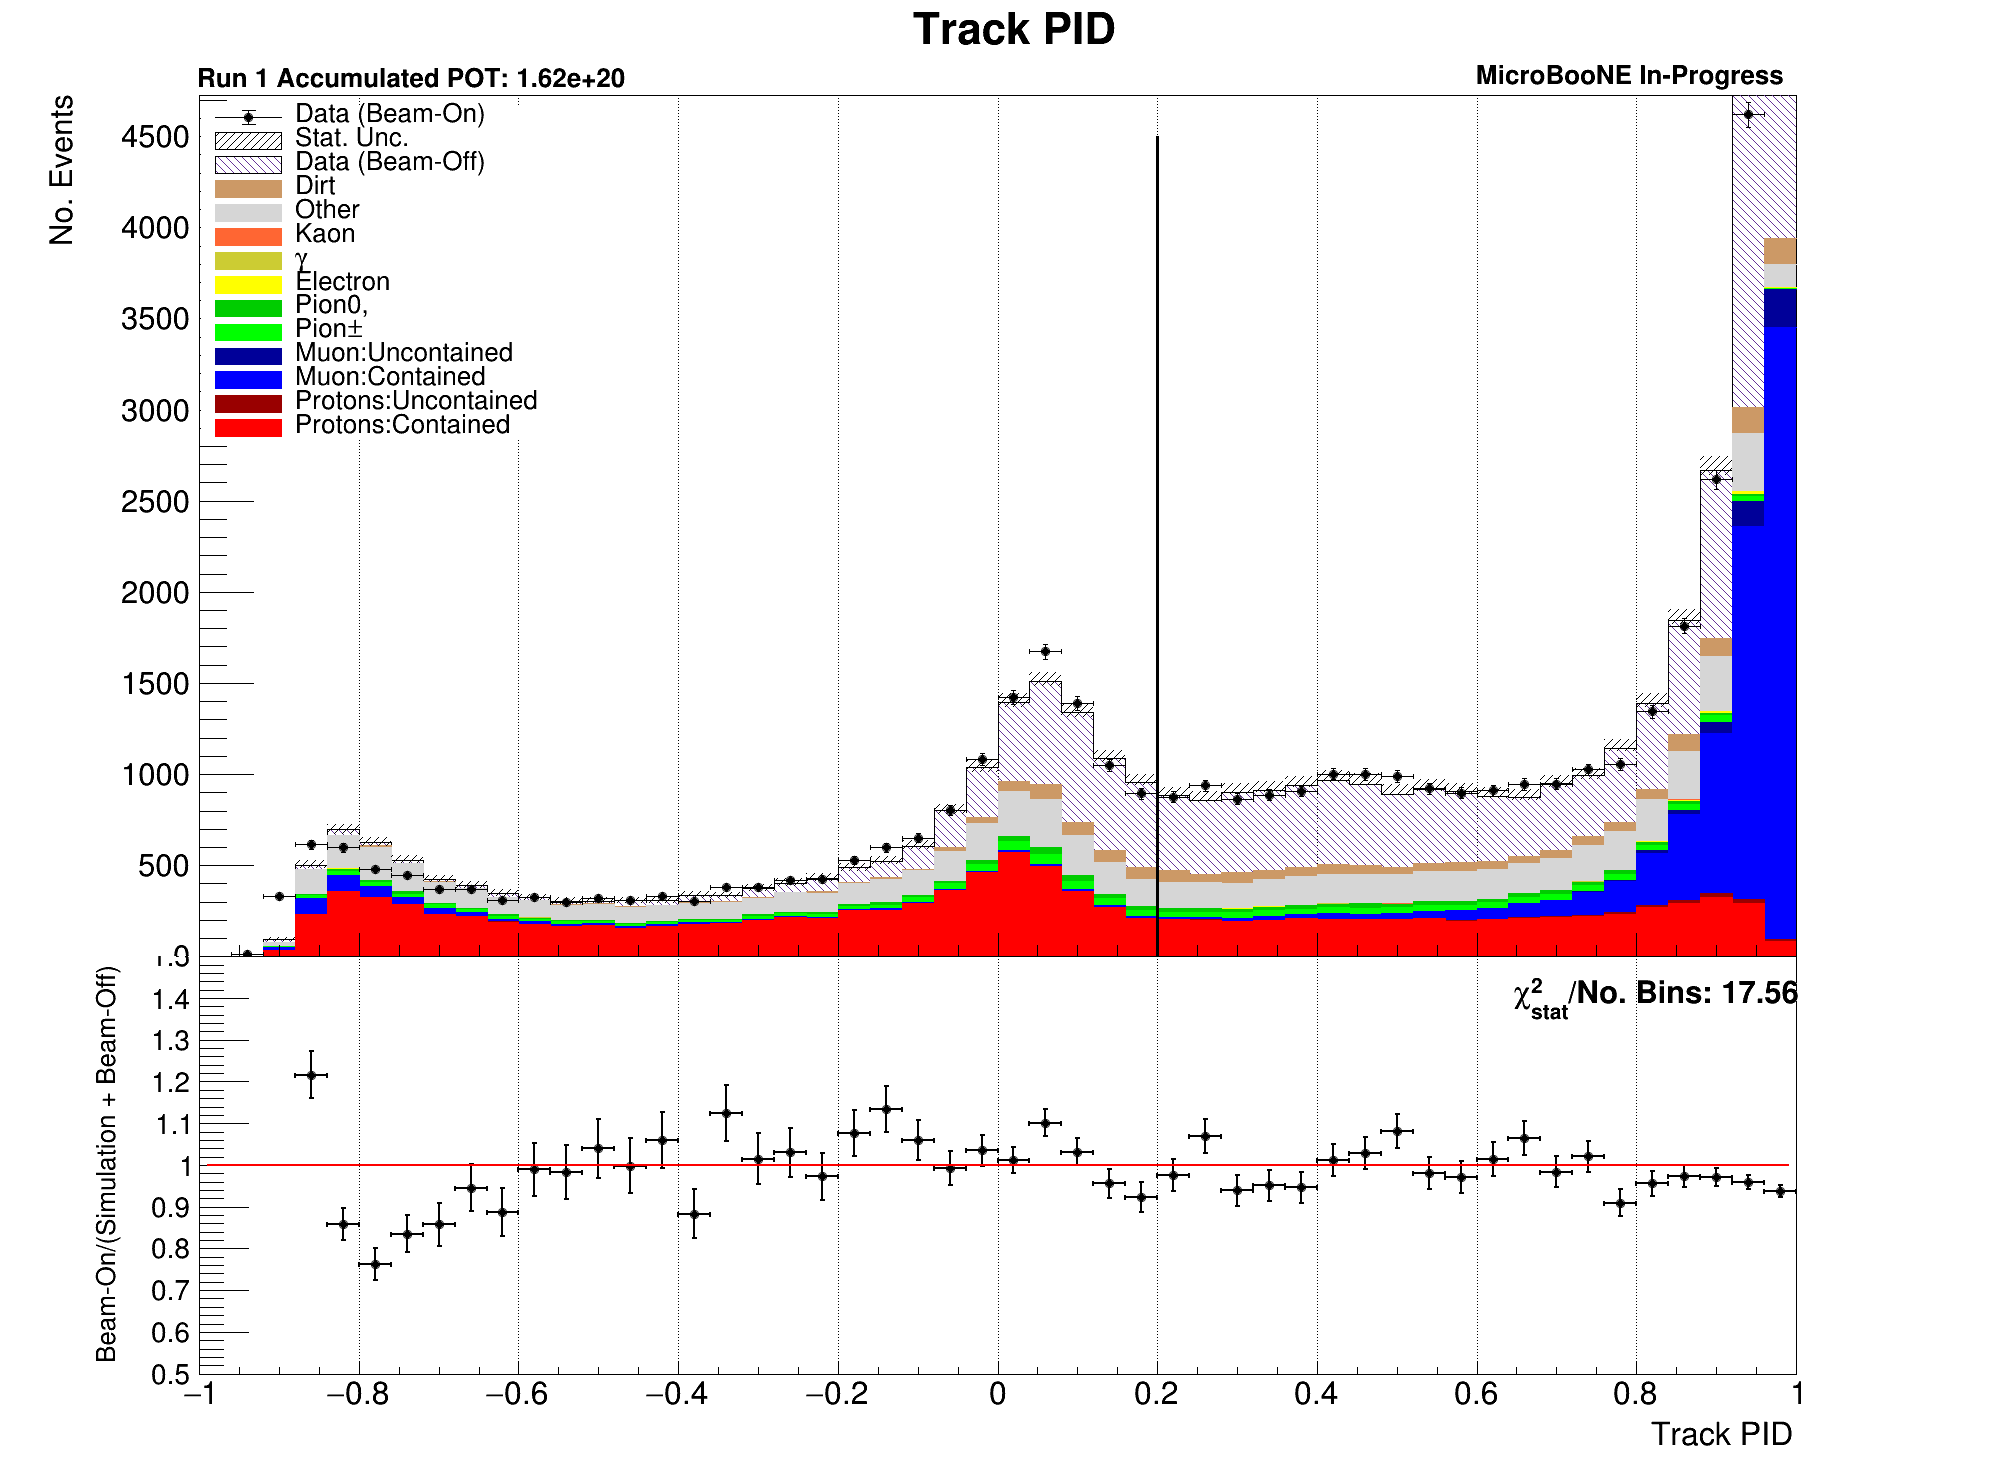 Track PID
Run 1 Accumulated POT: 1.62e+20
MicroBooNE In-Progress
No. Events
Data (Beam-On)
Stat. Unc.
Data (Beam-Off)
Dirt
Other
Kaon
γ
Electron
Pion0,
Pion±
Muon:Uncontained
Muon:Contained
Protons:Uncontained
Protons:Contained
4500
4000
3500
3000
2500
2000
1500
1000
500
0
Beam-On/(Simulation + Beam-Off)
χ²stat/No. Bins: 17.56
1.5
1.4
1.3
1.2
1.1
1
0.9
0.8
0.7
0.6
0.5
−1 −0.8 −0.6 −0.4 −0.2 0 0.2 0.4 0.6 0.8 1
Track PID